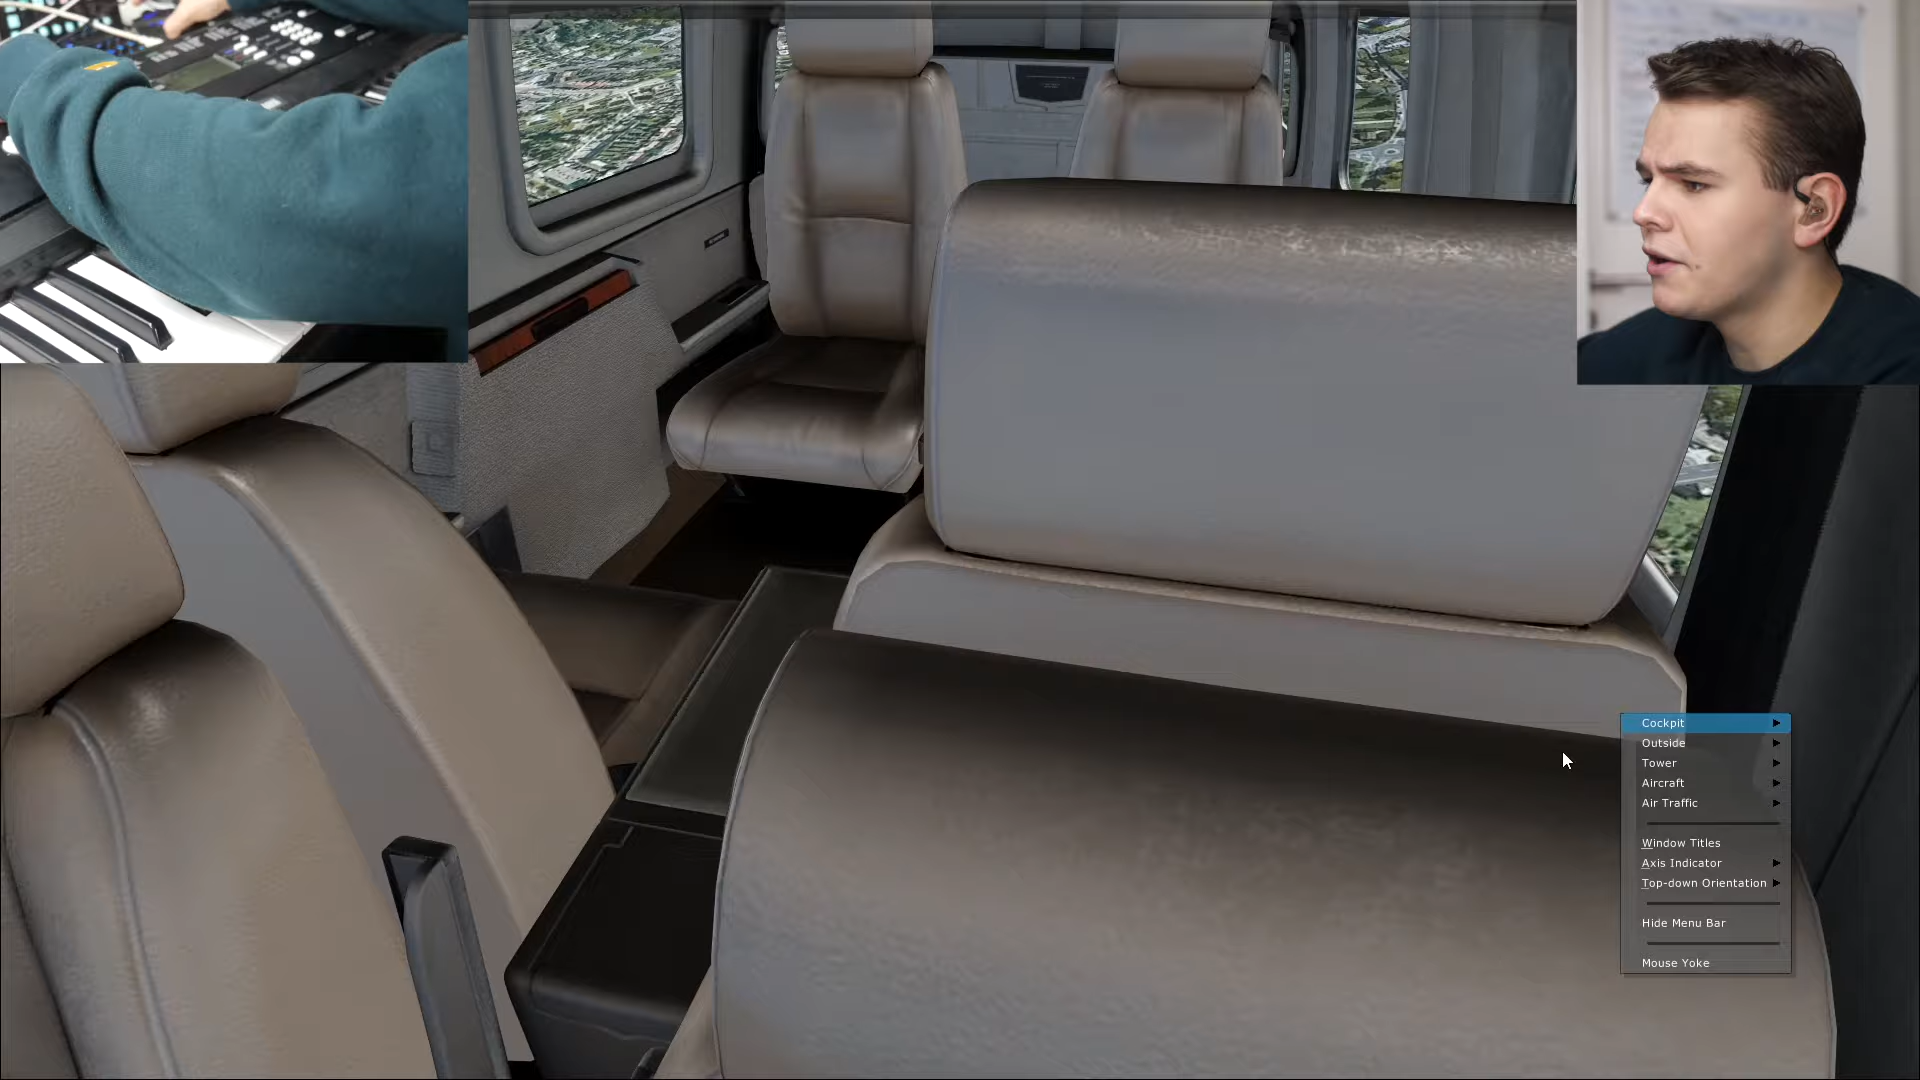 Cockpit
Outside
Tower
Aircraft
Air Traffic
Window Titles
Axis Indicator
Top-down Orientation
Hide Menu Bar
Mouse Yoke